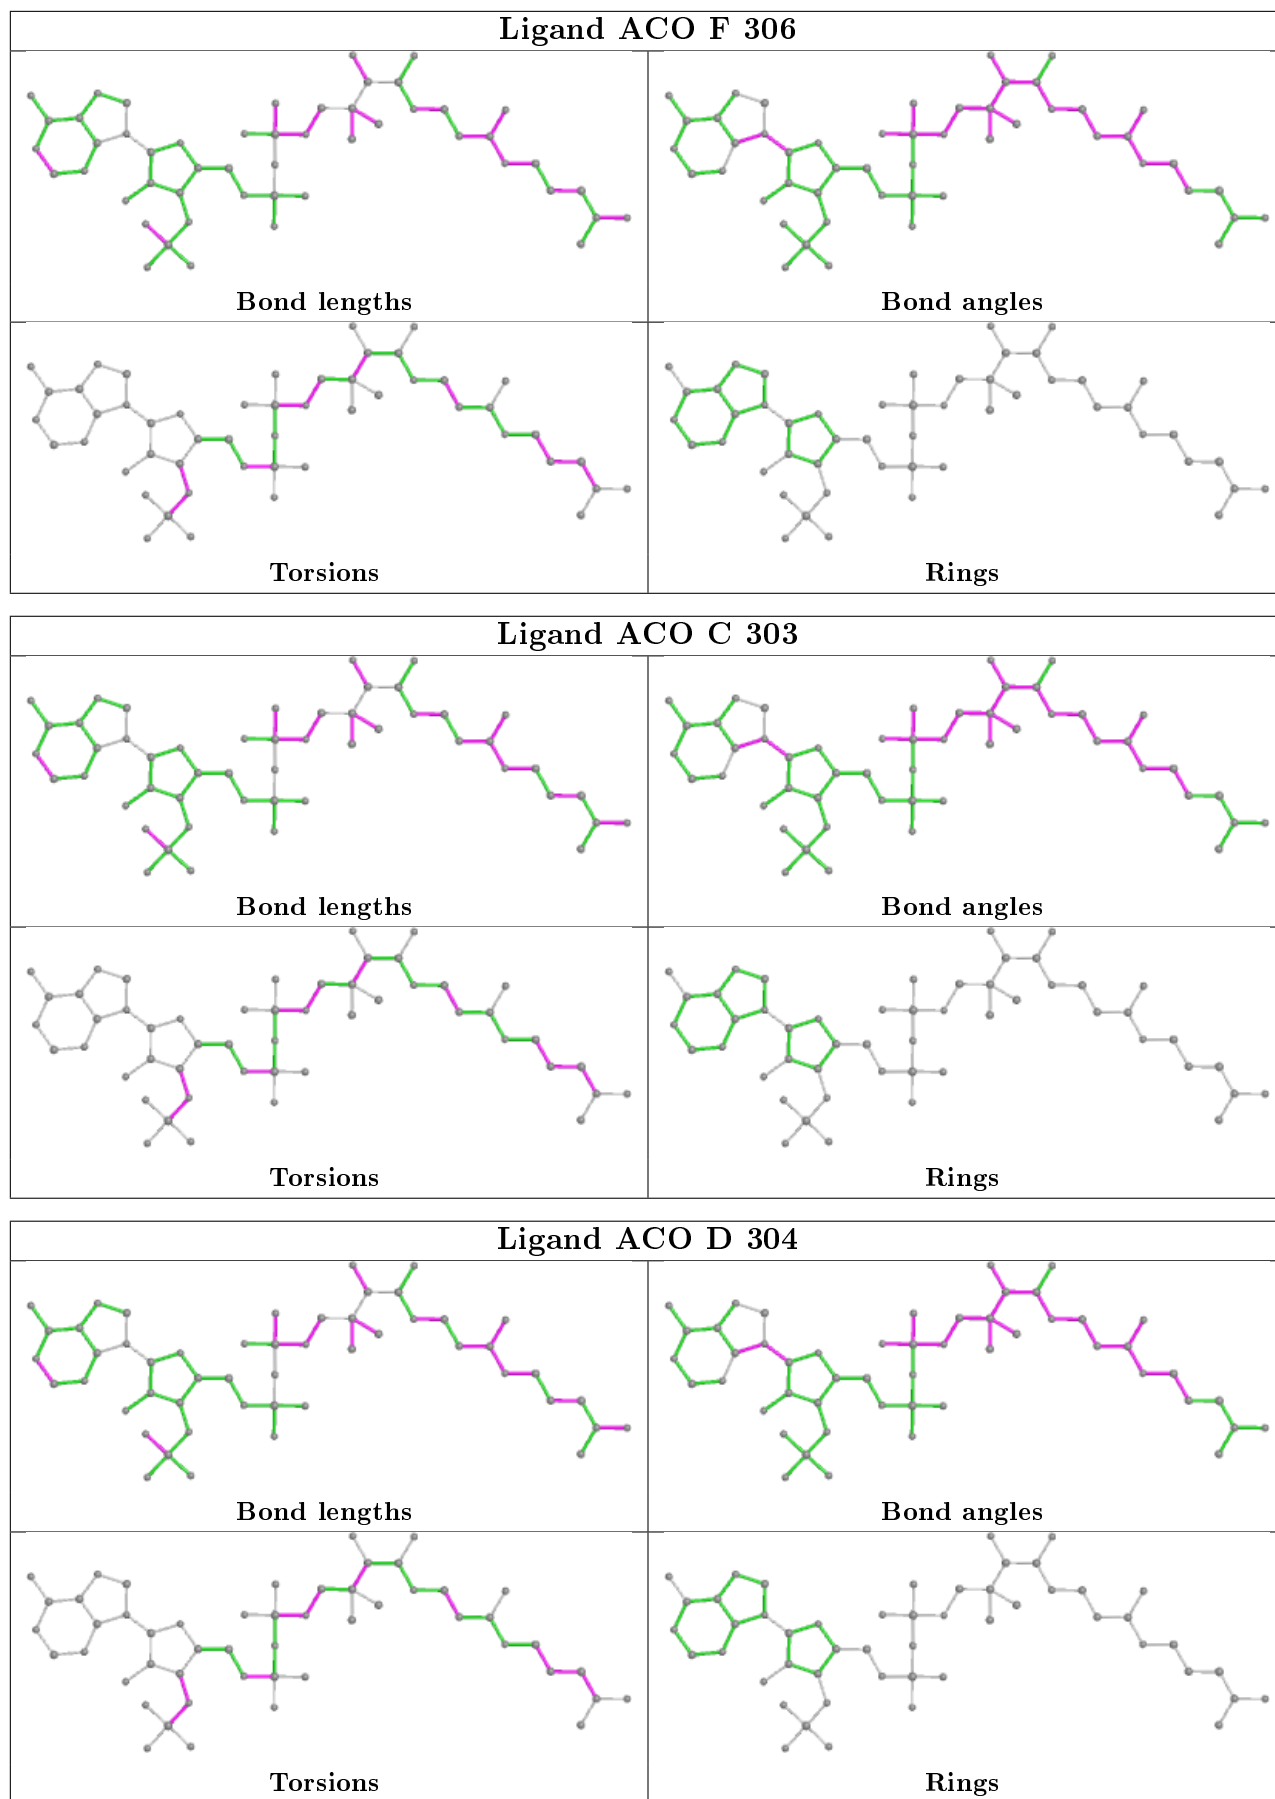 Ligand ACO F 306
Bond lengths
Bond angles
Torsions
Rings
Ligand ACO C 303
Bond lengths
Bond angles
Torsions
Rings
Ligand ACO D 304
Bond lengths
Bond angles
Torsions
Rings